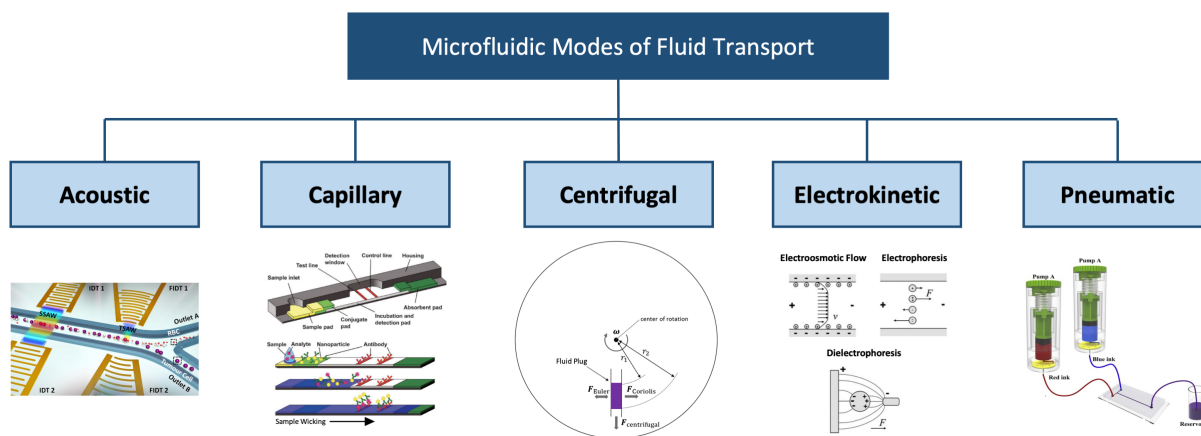 Microfluidic Modes of Fluid Transport
Acoustic
Capillary
Centrifugal
Electrokinetic
Pneumatic
IDT 1
FIDT 1
SSAW
TSAW
RBC
Outlet A
Tumor Cell
Outlet B
IDT 2
FIDT 2
Detection
window
Control line
Housing
Test line
Sample inlet
Absorbent pad
Sample pad
Conjugate
pad
Incubation and
detection pad
Sample
Analyte
Nanoparticle
Antibody
Sample Wicking
ω
center of rotation
r1
r2
Fluid Plug
FEuler
FCoriolis
Fcentrifugal
Electroosmotic Flow
+
-
v
Electrophoresis
+
-
F
Dielectrophoresis
+
-
F
Pump A
Pump A
Blue ink
Red ink
Reservoi